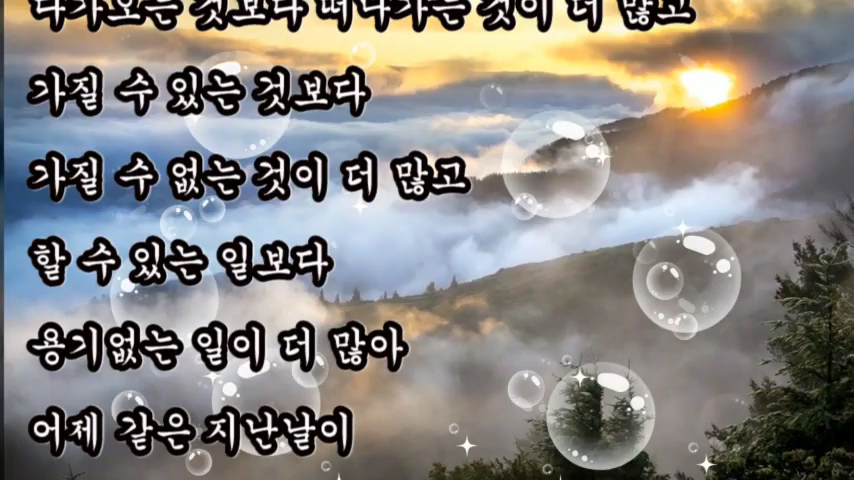 다가오는 것보다 떠나가는 것이 더 많고
가질 수 있는 것보다
가질 수 없는 것이 더 많고
할 수 있는 일보다
용기없는 일이 더 많아
어제 같은 지난날이